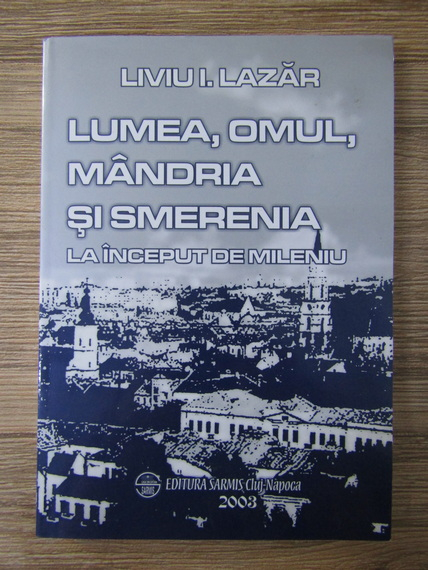 LIVIU I. LAZĂR
LUMEA, OMUL,
MÂNDRIA
ŞI SMERENIA
LA ÎNCEPUT DE MILENIU
EDITURA SARMIS Cluj-Napoca
2003